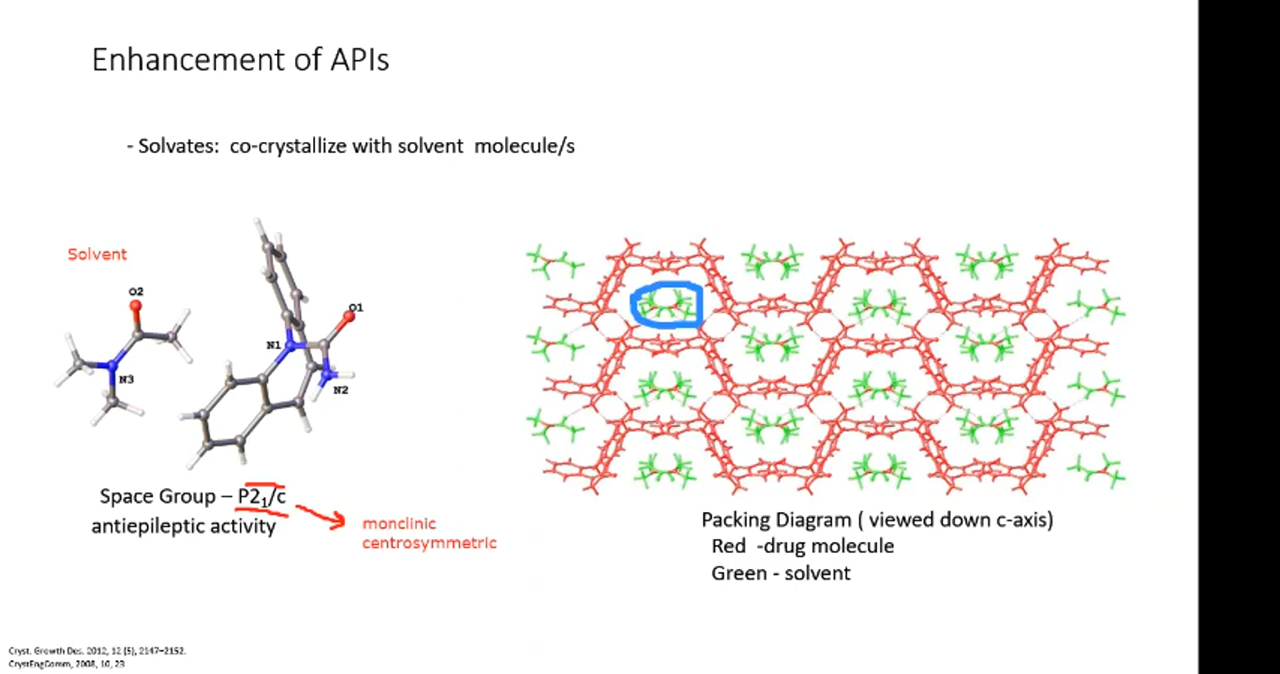 Enhancement of APIs
- Solvates:  co-crystallize with solvent  molecule/s
Solvent
O2
N3
O1
N1
N2
Space Group – P2₁/c
antiepileptic activity
monclinic
centrosymmetric
Packing Diagram ( viewed down c-axis)
Red  -drug molecule
Green - solvent
Cryst. Growth Des. 2012, 12 (5), 2147–2152.
CrystEngComm, 2008, 10, 23